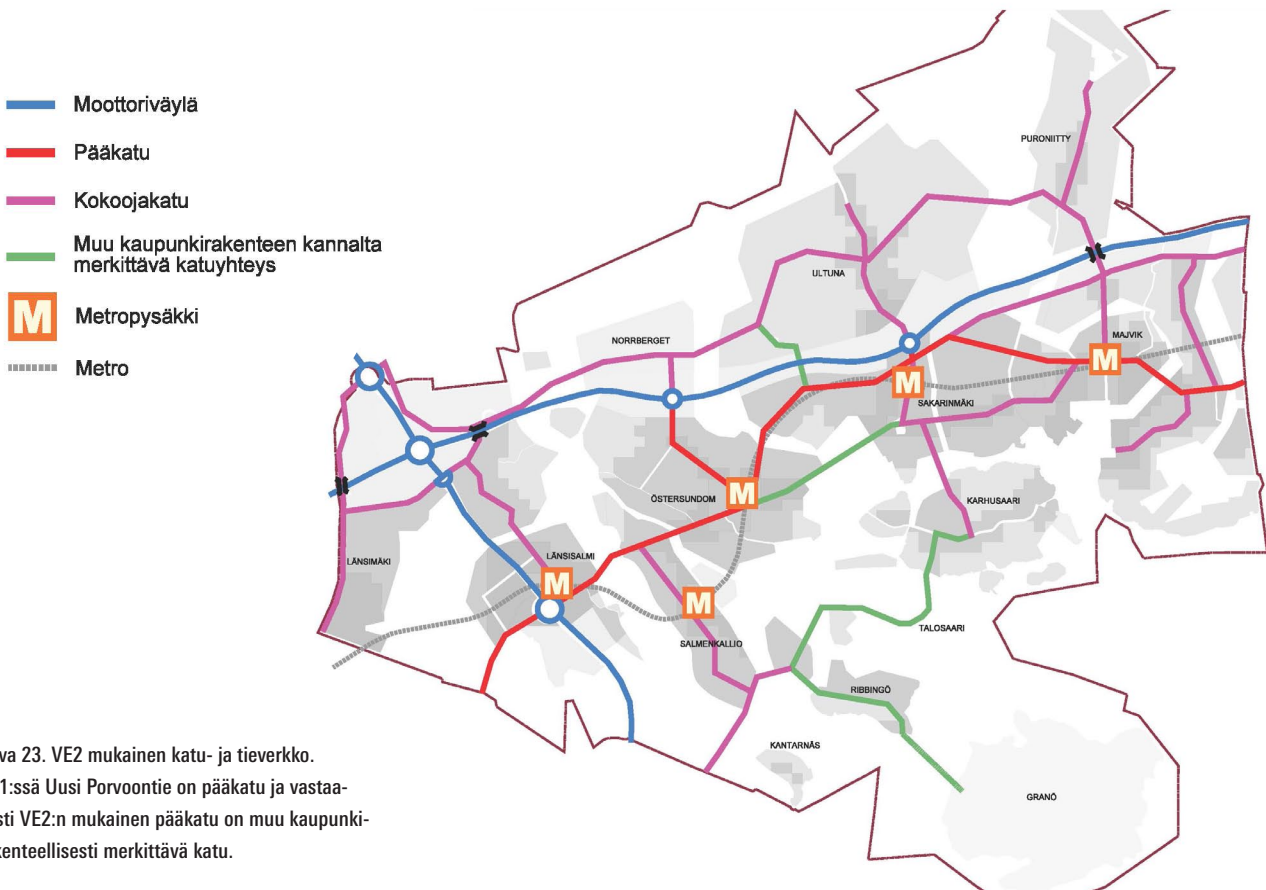 Moottoriväylä
Pääkatu
Kokoojakatu
Muu kaupunkirakenteen kannalta
merkittävä katuyhteys
M Metropysäkki
Metro
PURONIITTY
ULTUNA
NORRBERGET
MAJVIK
M
M
SAKARINMÄKI
M
ÖSTERSUNDOM
KARHUSAARI
LÄNSIMÄKI
LÄNSISALMI
M
M
TALOSAARI
SALMENKALLIO
RIBBINGÖ
KANTARNÄS
GRANÖ
va 23. VE2 mukainen katu- ja tieverkko.
1:ssä Uusi Porvoontie on pääkatu ja vastaa-
sti VE2:n mukainen pääkatu on muu kaupunki-
kenteellisesti merkittävä katu.